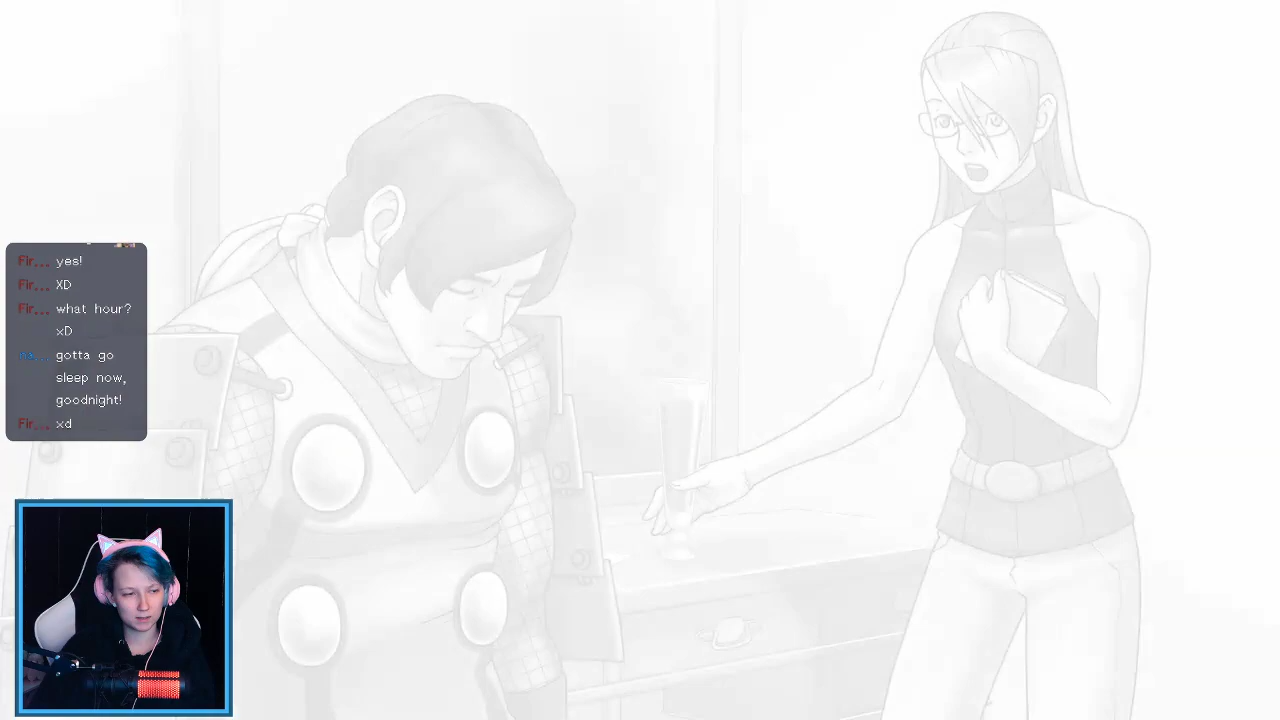 Fir... yes!
Fir... XD
Fir... what hour?
xD
gotta go
sleep now,
goodnight!
Fir... xd